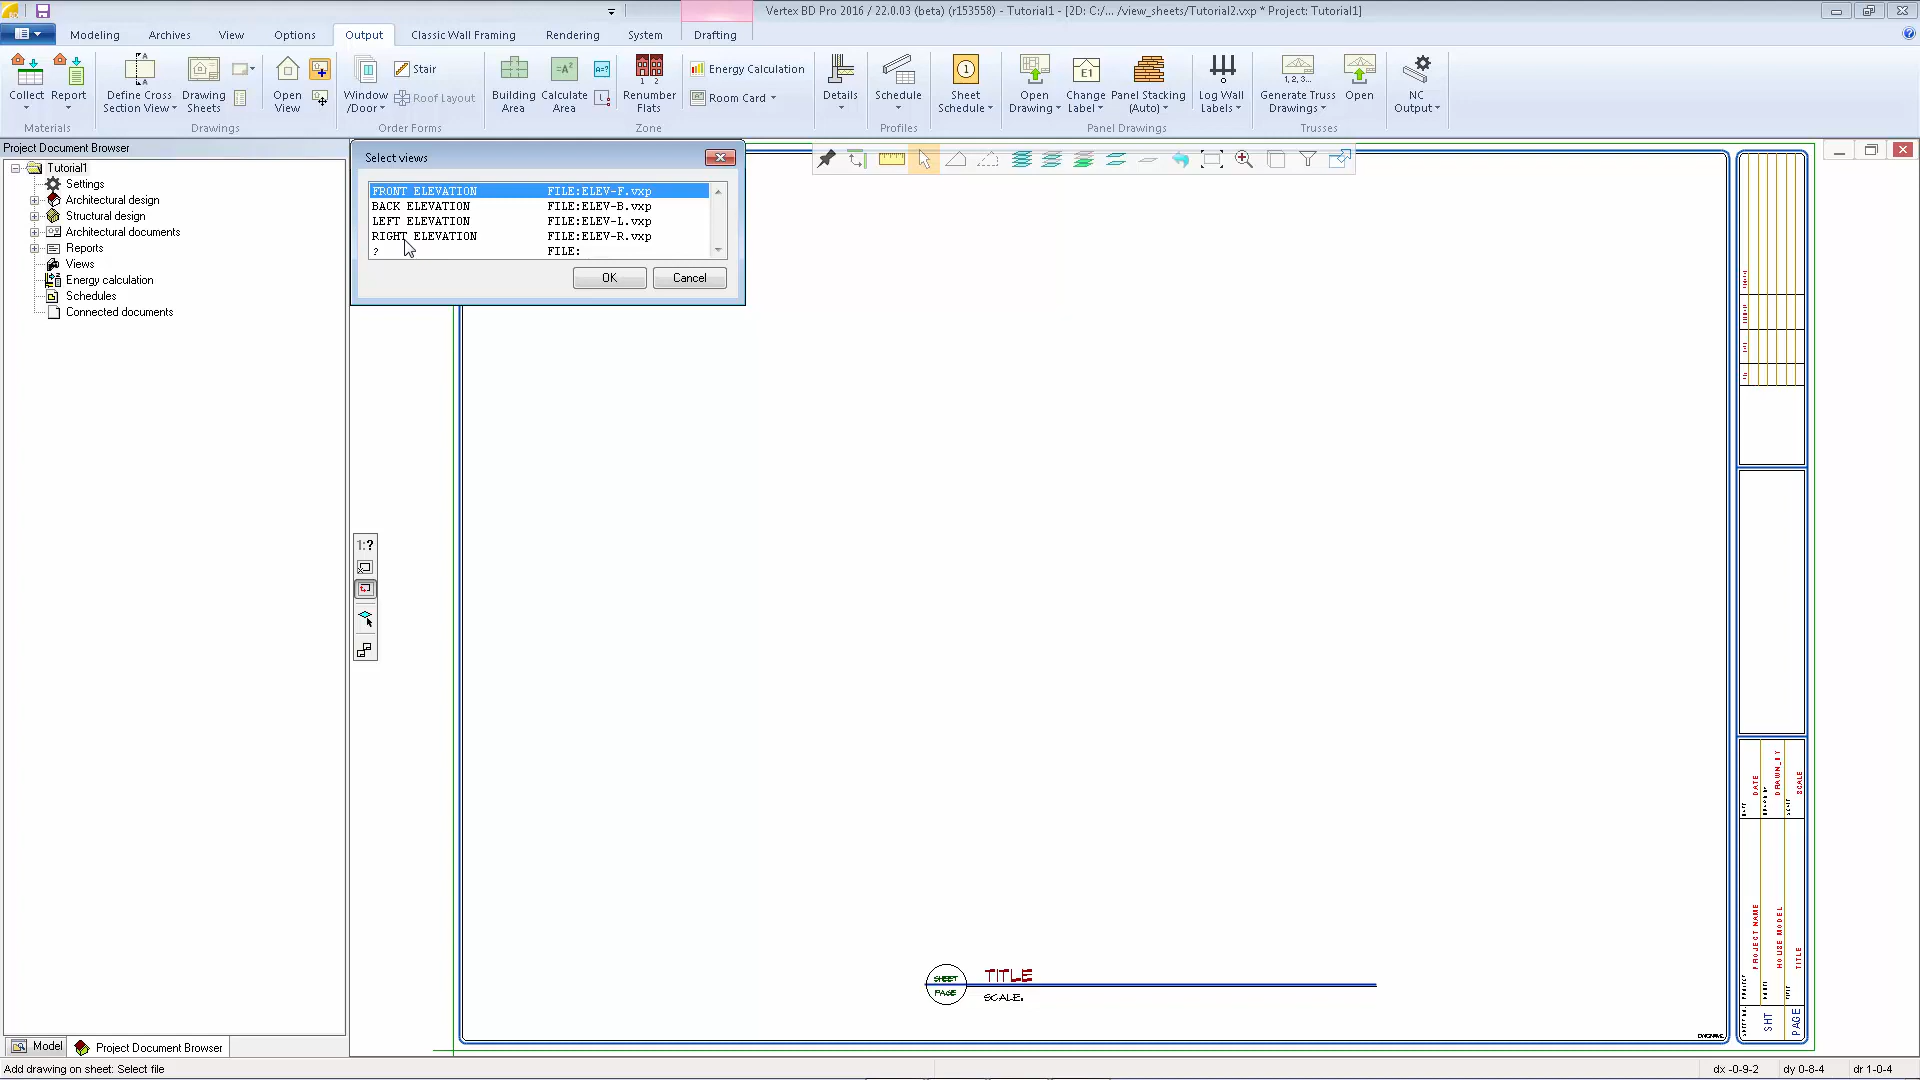 Vertex BD Pro 2016 / 22.0.03 (beta) (r153558) - Tutorial1 - [2D: C:/... /view_sheets/Tutorial2.vxp * Project: Tutorial1]
Modeling Archives View Options Output Classic Wall Framing Rendering System Drafting
Collect Report
Materials
Define Cross Section View
Drawing Sheets
Drawings
Open View
Window /Door
Stair
Roof Layout
Order Forms
Building Area
Calculate Area
Renumber Flats
Energy Calculation
Room Card
Zone
Details
Schedule
Profiles
Sheet Schedule
Open Drawing
Change Label
Panel Stacking (Auto)
Log Wall Labels
Panel Drawings
Generate Truss Drawings
Open
Trusses
NC Output
Project Document Browser
Tutorial1
Settings
Architectural design
Structural design
Architectural documents
Reports
Views
Energy calculation
Schedules
Connected documents
Select views
FRONT ELEVATION FILE:ELEV-F.vxp
BACK ELEVATION FILE:ELEV-B.vxp
LEFT ELEVATION FILE:ELEV-L.vxp
RIGHT ELEVATION FILE:ELEV-R.vxp
? FILE:
OK Cancel
1:?
SHEET
PAGE
TITLE
SCALE:
DATE
DRAWN_BY
SCALE
PROJECT NAME
HOUSE MODEL
TITLE
SHT
PAGE
Model Project Document Browser
Add drawing on sheet: Select file
dx -0-9-2 dy 0-8-4 dr 1-0-4